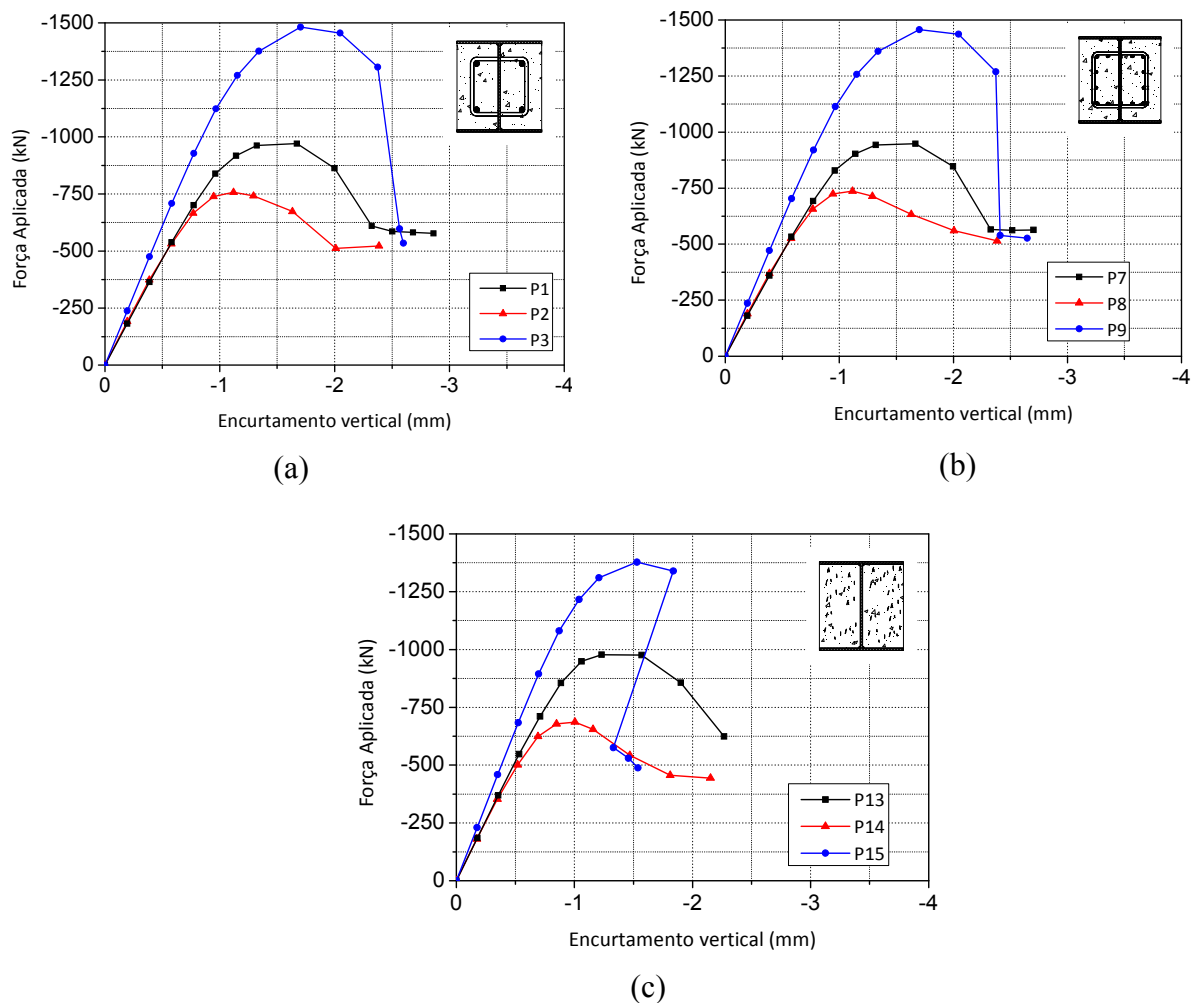 -1500
-1250
-1000
-750
-500
-250
0
0
-1
-2
-3
-4
Força Aplicada (kN)
Encurtamento vertical (mm)
P1
P2
P3
(a)
-1500
-1250
-1000
-750
-500
-250
0
0
-1
-2
-3
-4
Força Aplicada (kN)
Encurtamento vertical (mm)
P7
P8
P9
(b)
-1500
-1250
-1000
-750
-500
-250
0
0
-1
-2
-3
-4
Força Aplicada (kN)
Encurtamento vertical (mm)
P13
P14
P15
(c)